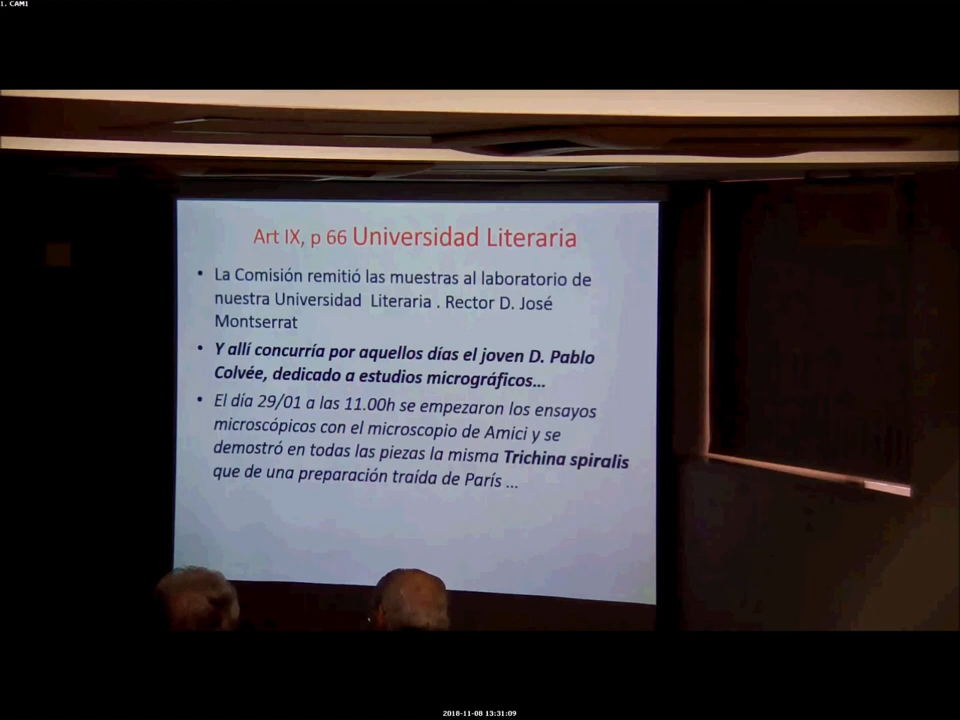 1. CAM1
Art IX, p 66 Universidad Literaria
• La Comisión remitió las muestras al laboratorio de
nuestra Universidad Literaria . Rector D. José
Montserrat
• Y allí concurría por aquellos días el joven D. Pablo
Colvée, dedicado a estudios micrográficos...
• El día 29/01 a las 11.00h se empezaron los ensayos
microscópicos con el microscopio de Amici y se
demostró en todas las piezas la misma Trichina spiralis
que de una preparación traída de París ...
2018-11-08 13:31:09